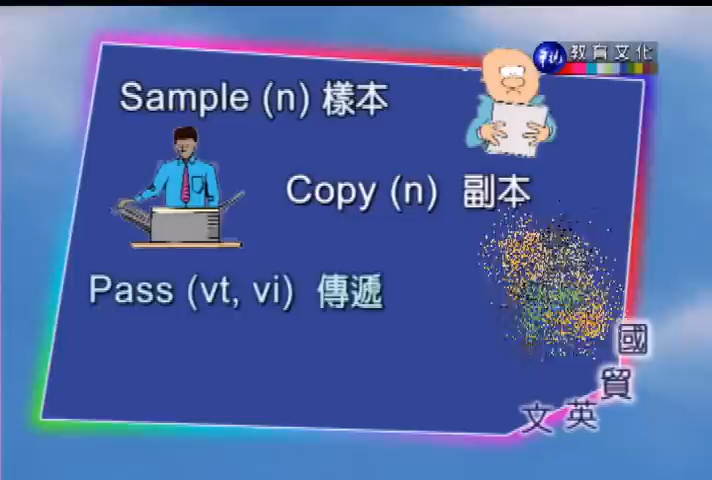 教育文化
Sample (n) 樣本
Copy (n) 副本
Pass (vt, vi) 傳遞
國貿英文